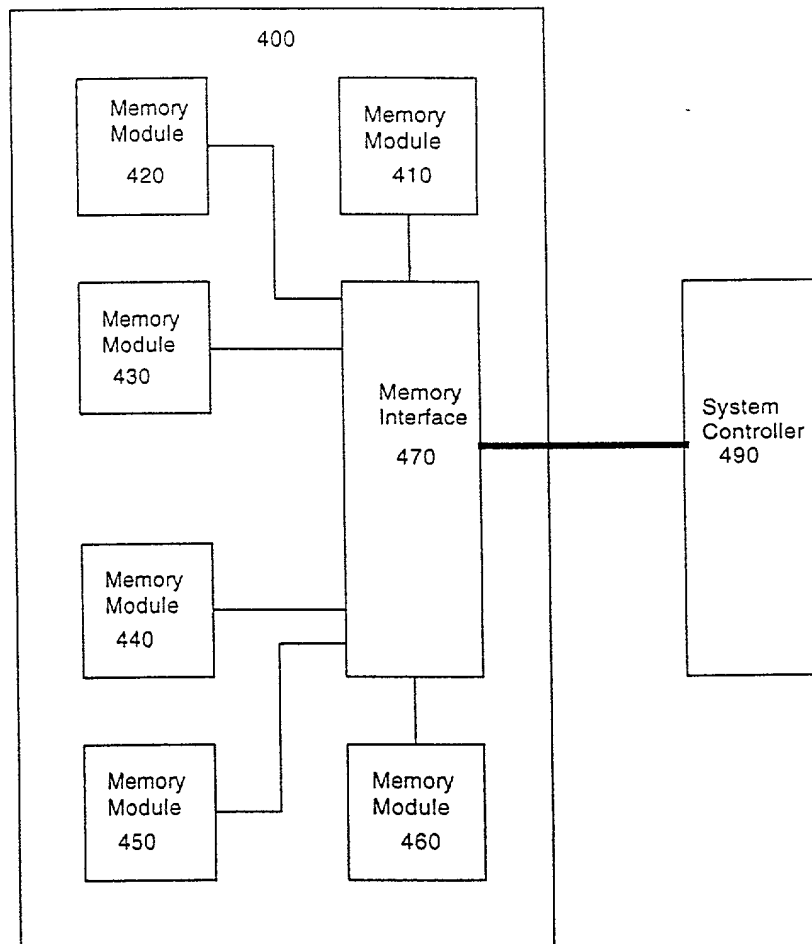 400
Memory
Module
420
Memory
Module
410
Memory
Module
430
Memory
Interface
470
System
Controller
490
Memory
Module
440
Memory
Module
450
Memory
Module
460